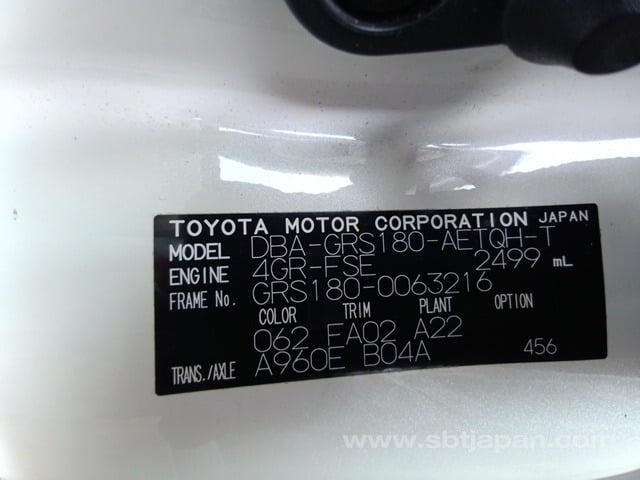 TOYOTA MOTOR CORPORATION JAPAN
MODEL DBA-GRS180-AETQH-T
ENGINE 4GR-FSE 2499 mL
FRAME No. GRS180-0063216
COLOR TRIM PLANT OPTION
062 FA02 A22
TRANS./AXLE A960E B04A 456
www.sbtjapan.com